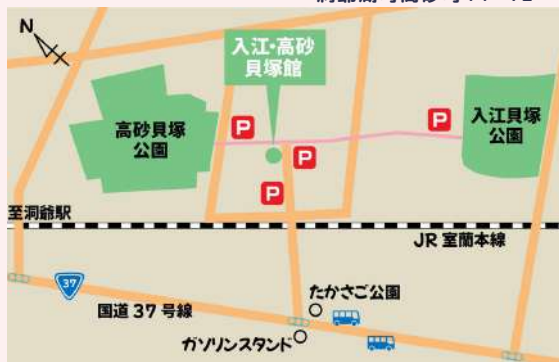 N
入江・高砂
貝塚館
高砂貝塚
公園
P
P
P
P
入江貝塚
公園
至洞爺駅
JR 室蘭本線
37
国道 37 号線
たかさご公園
ガソリンスタンド